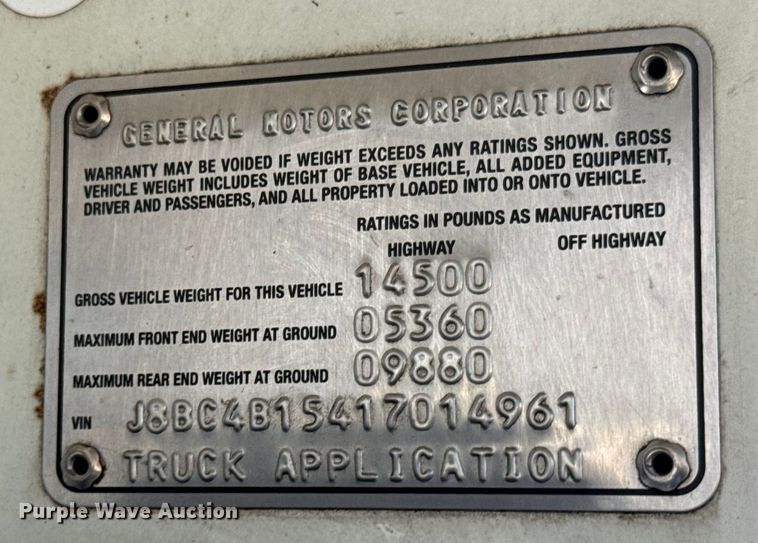 GENERAL MOTORS CORPORATION
WARRANTY MAY BE VOIDED IF WEIGHT EXCEEDS ANY RATINGS SHOWN. GROSS
VEHICLE WEIGHT INCLUDES WEIGHT OF BASE VEHICLE, ALL ADDED EQUIPMENT,
DRIVER AND PASSENGERS, AND ALL PROPERTY LOADED INTO OR ONTO VEHICLE.
RATINGS IN POUNDS AS MANUFACTURED
HIGHWAY OFF HIGHWAY
GROSS VEHICLE WEIGHT FOR THIS VEHICLE 14500
MAXIMUM FRONT END WEIGHT AT GROUND 05360
MAXIMUM REAR END WEIGHT AT GROUND 09880
VIN J8BC4B15417014961
TRUCK APPLICATION
Purple Wave Auction